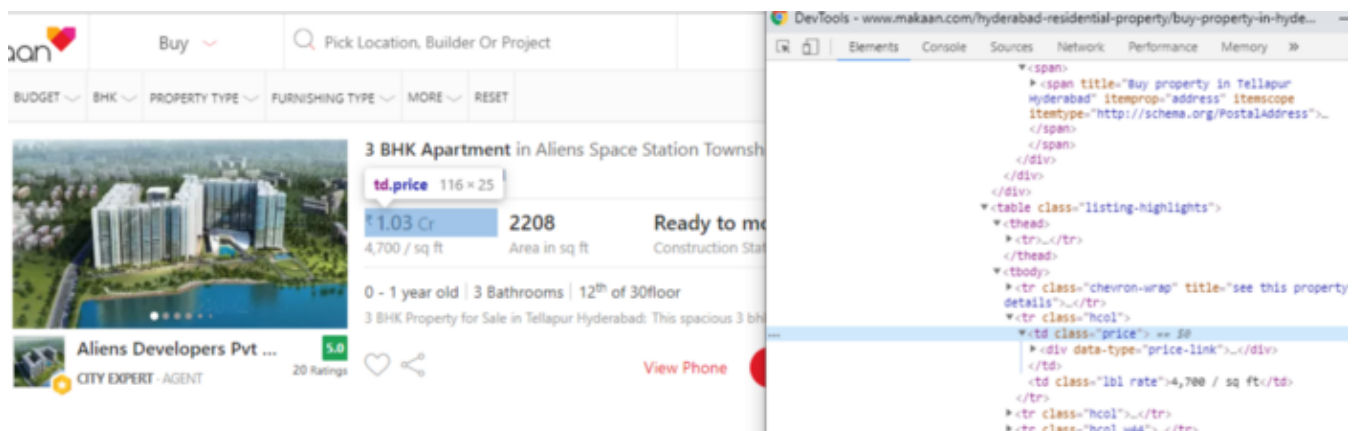 aan
Buy
Pick Location, Builder Or Project
BUDGET BHK PROPERTY TYPE FURNISHING TYPE MORE RESET
3 BHK Apartment in Aliens Space Station Townsh
td.price 116 × 25
₹1.03 Cr
2208
Ready to mo
4,700 / sq ft
Area in sq ft
Construction Stat
0 - 1 year old | 3 Bathrooms | 12th of 30floor
3 BHK Property for Sale in Tellapur Hyderabad: This spacious 3 bh
Aliens Developers Pvt ...
5.0
CITY EXPERT - AGENT
20 Ratings
View Phone
DevTools - www.makaan.com/hyderabad-residential-property/buy-property-in-hyde...
Elements Console Sources Network Performance Memory »
▼<span>
▶<span title="Buy property in Tellapur
Hyderabad" itemprop="address" itemscope
itemtype="http://schema.org/PostalAddress">…
</span>
</span>
</div>
</div>
</div>
▼<table class="listing-highlights">
▼<thead>
▶<tr>…</tr>
</thead>
▼<tbody>
▶<tr class="chevron-wrap" title="see this property
details">…</tr>
▼<tr class="hcol">
… ▼<td class="price"> == $0
▶<div data-type="price-link">…</div>
</td>
<td class="lbl rate">4,700 / sq ft</td>
</tr>
▶<tr class="hcol">…</tr>
▶<tr class="hcol w44">…</tr>